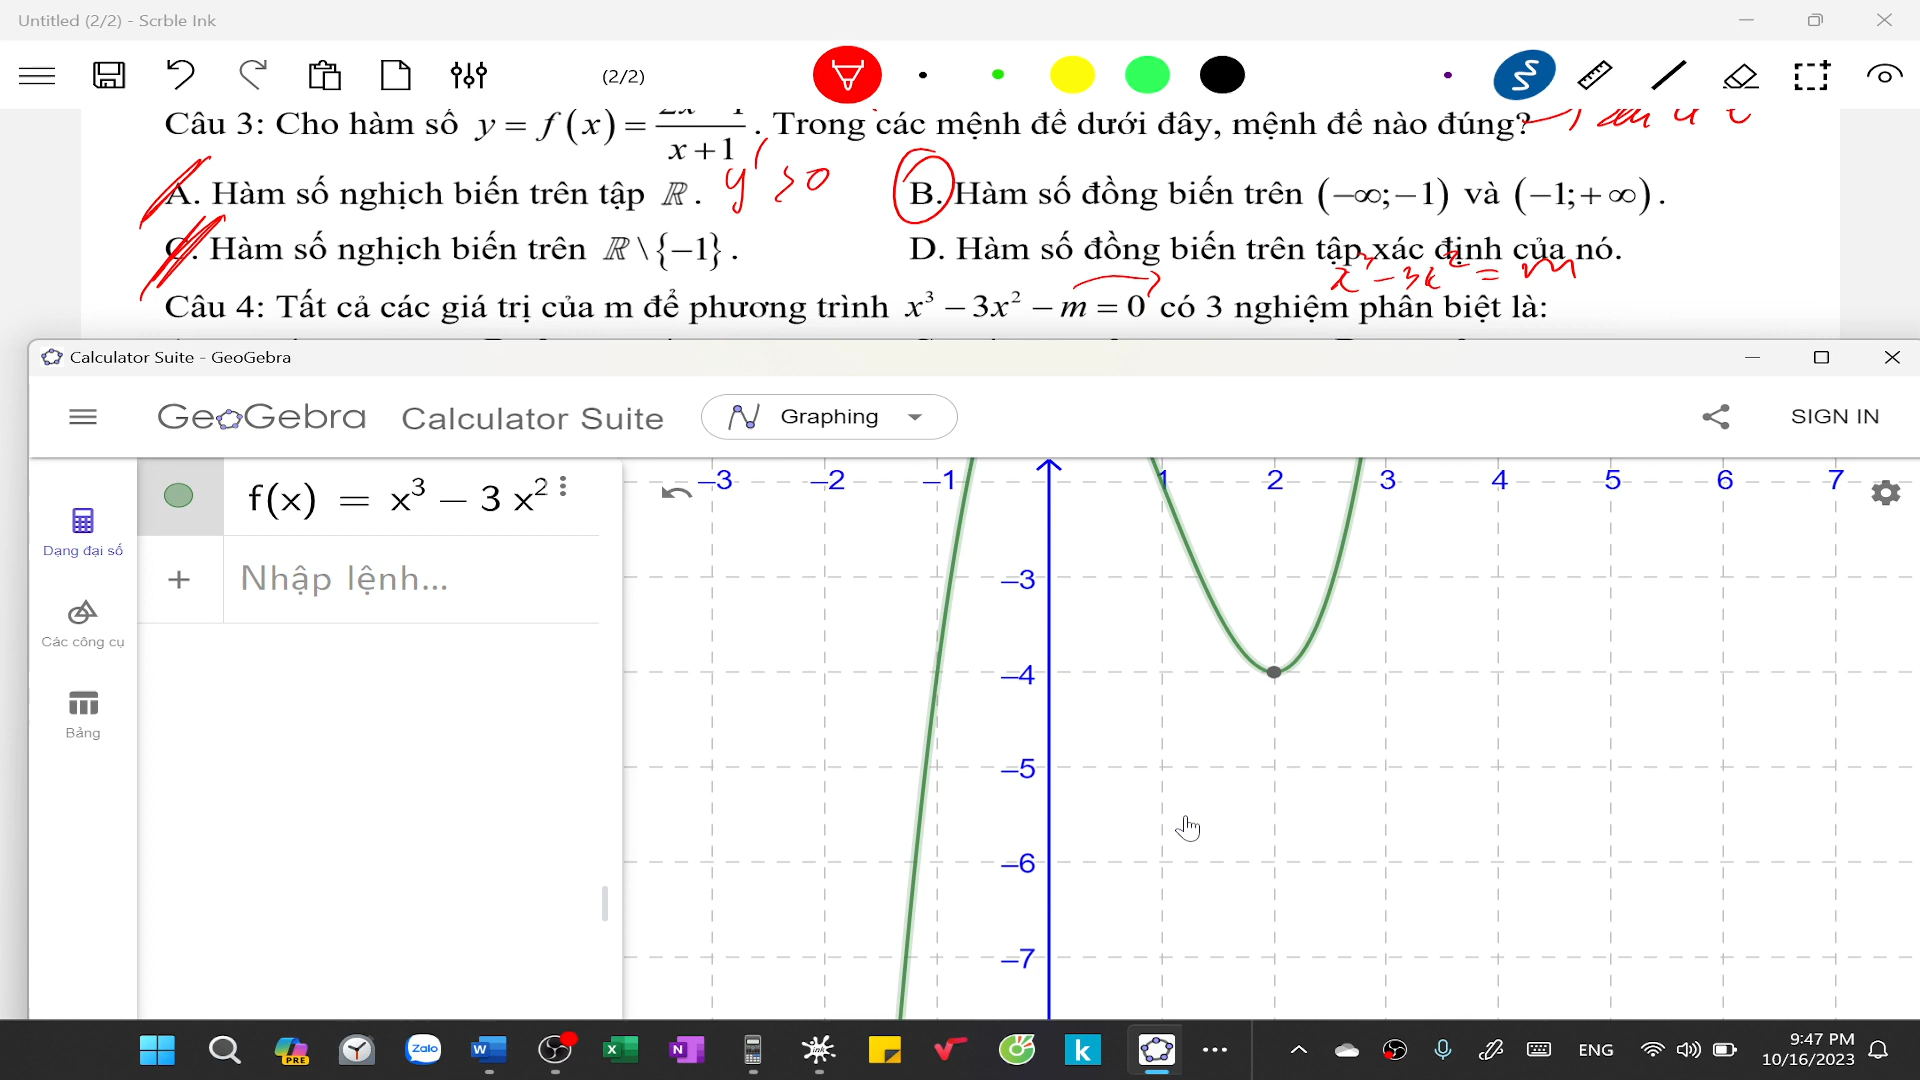 Untitled (2/2) - Scrble Ink
(2/2)
Câu 3: Cho hàm số y = f(x) = / x+1 . Trong các mệnh đề dưới đây, mệnh đề nào đúng?
A. Hàm số nghịch biến trên tập ℝ. y' > 0 B. Hàm số đồng biến trên (−∞;−1) và (−1;+∞).
C. Hàm số nghịch biến trên ℝ\{−1}. D. Hàm số đồng biến trên tập xác định của nó.
x³ − 3x² = m
Câu 4: Tất cả các giá trị của m để phương trình x³ − 3x² − m = 0 có 3 nghiệm phân biệt là:
Calculator Suite - GeoGebra
GeoGebra Calculator Suite Graphing SIGN IN
f(x) = x³ − 3 x²
+ Nhập lệnh...
Dạng đại số
Các công cụ
Bảng
−3 −2 −1 1 2 3 4 5 6 7
−3
−4
−5
−6
−7
PRE Zalo W ink X N k ENG 9:47 PM
10/16/2023